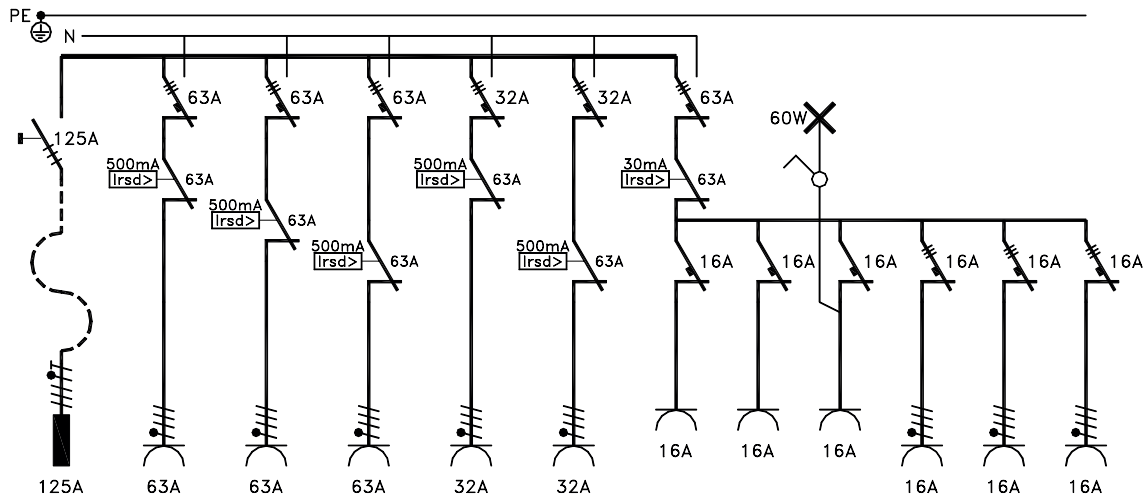 PE
N
63A 63A 63A 32A 32A 63A
60W
125A
500mA 500mA 30mA
Irsd> 63A Irsd> 63A Irsd> 63A
500mA
Irsd> 63A
500mA 500mA
Irsd> 63A Irsd> 63A
16A 16A 16A 16A 16A 16A
16A 16A 16A
125A 63A 63A 63A 32A 32A 16A 16A 16A